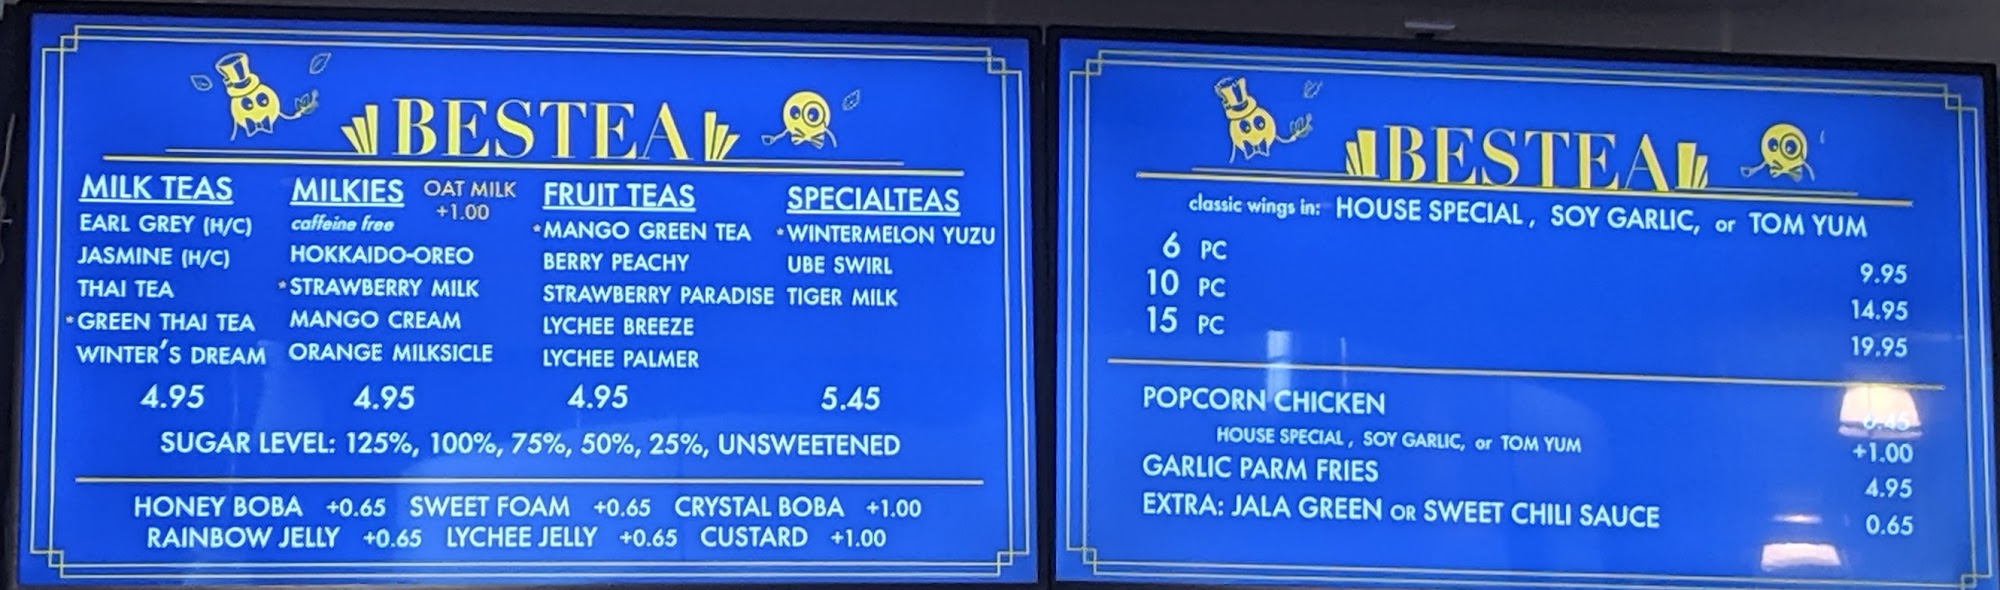 BESTEA
MILK TEAS
EARL GREY (H/C)
JASMINE (H/C)
THAI TEA
*GREEN THAI TEA
WINTER'S DREAM
4.95
MILKIES
caffeine free
OAT MILK
+1.00
HOKKAIDO-OREO
*STRAWBERRY MILK
MANGO CREAM
ORANGE MILKSICLE
4.95
FRUIT TEAS
*MANGO GREEN TEA
BERRY PEACHY
STRAWBERRY PARADISE
LYCHEE BREEZE
LYCHEE PALMER
4.95
SPECIALTEAS
*WINTERMELON YUZU
UBE SWIRL
TIGER MILK
5.45
SUGAR LEVEL: 125%, 100%, 75%, 50%, 25%, UNSWEETENED
HONEY BOBA +0.65 SWEET FOAM +0.65 CRYSTAL BOBA +1.00
RAINBOW JELLY +0.65 LYCHEE JELLY +0.65 CUSTARD +1.00
BESTEA
classic wings in: HOUSE SPECIAL, SOY GARLIC, or TOM YUM
6 PC 9.95
10 PC 14.95
15 PC 19.95
POPCORN CHICKEN
HOUSE SPECIAL, SOY GARLIC, or TOM YUM +1.00
GARLIC PARM FRIES 4.95
EXTRA: JALA GREEN OR SWEET CHILI SAUCE 0.65